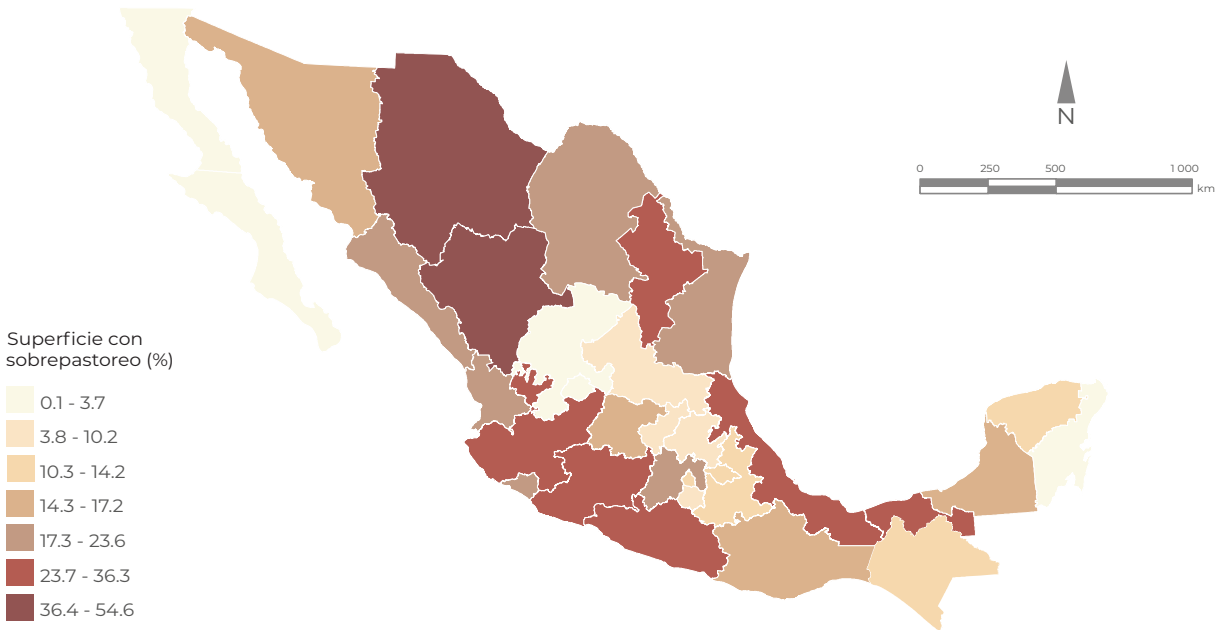 N
0 250 500 1 000
km
Superficie con
sobrepastoreo (%)
0.1 - 3.7
3.8 - 10.2
10.3 - 14.2
14.3 - 17.2
17.3 - 23.6
23.7 - 36.3
36.4 - 54.6